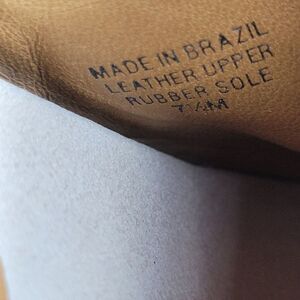 MADE IN BRAZIL
LEATHER UPPER
RUBBER SOLE
7½M